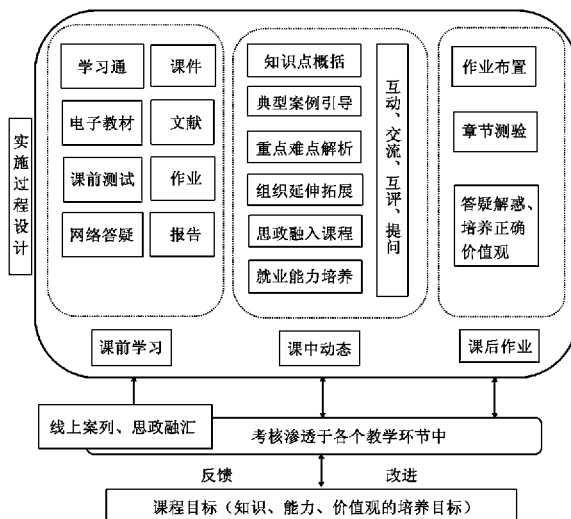 实施过程设计
学习通
课件
电子教材
文献
课前测试
作业
网络答疑
报告
课前学习
知识点概括
典型案例引导
重点难点解析
组织延伸拓展
思政融入课程
就业能力培养
互动、交流、互评、提问
课中动态
作业布置
章节测验
答疑解惑、
培养正确
价值观
课后作业
线上案列、思政融汇
考核渗透于各个教学环节中
反馈
改进
课程目标（知识、能力、价值观的培养目标）